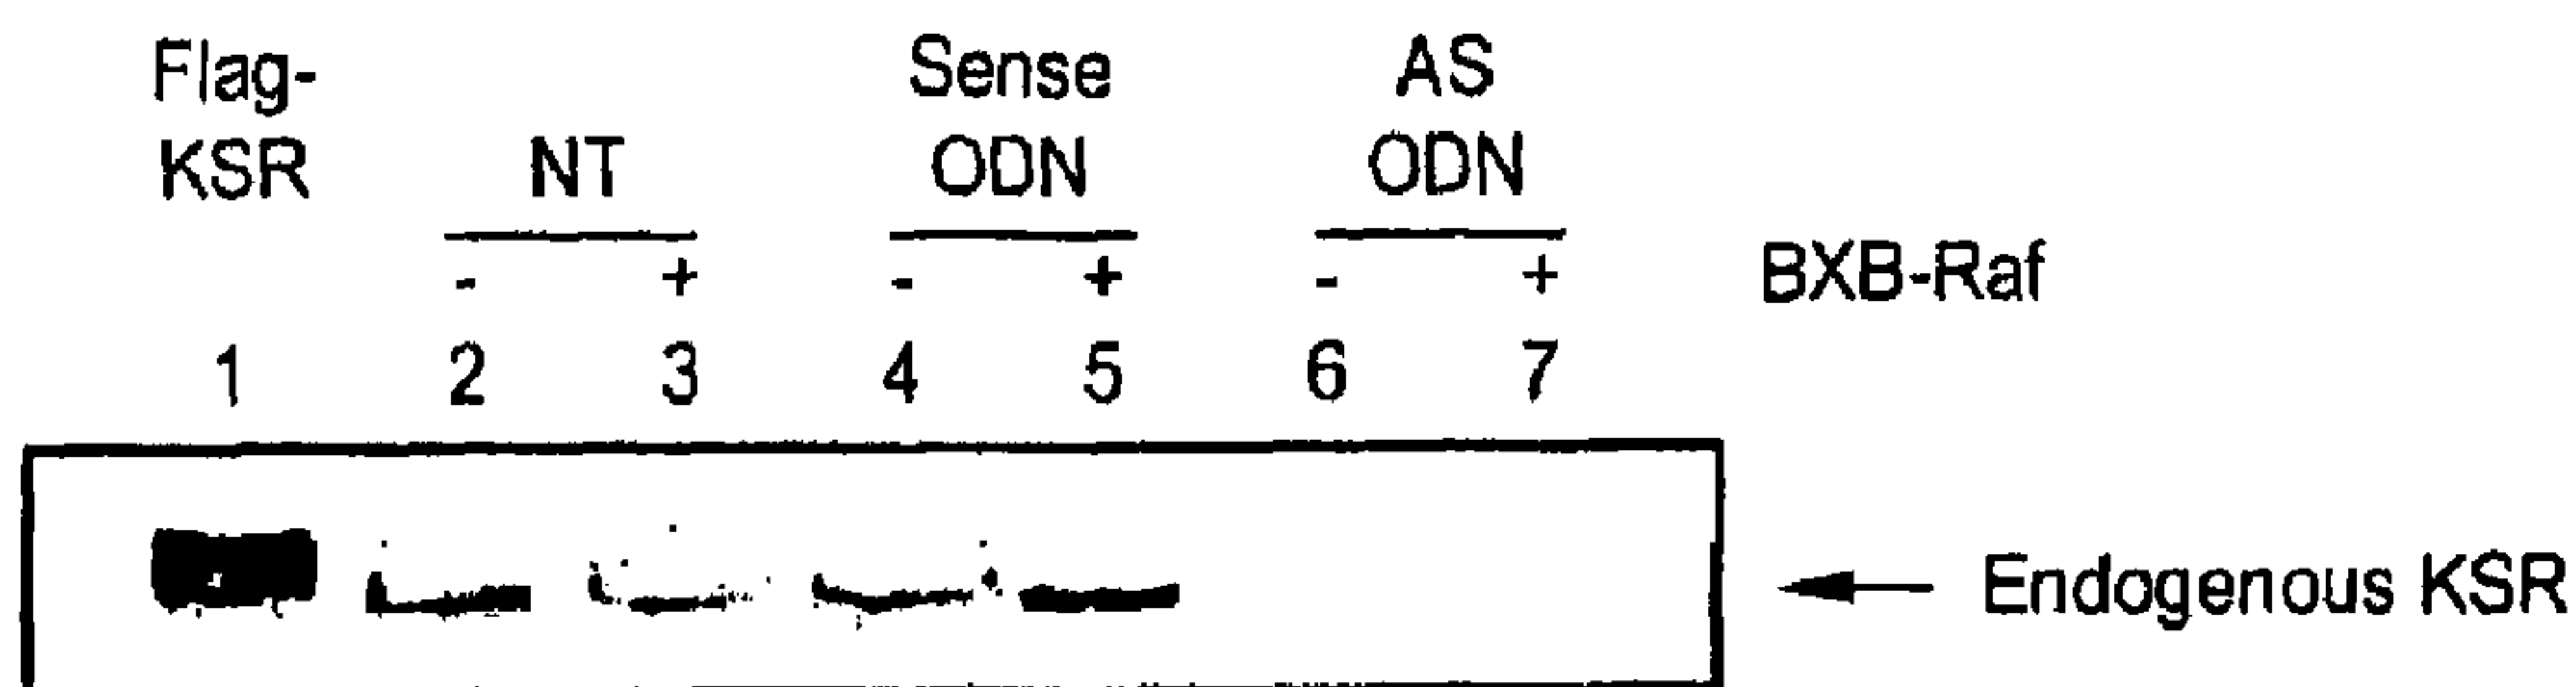 Flag-
KSR
NT
Sense
ODN
AS
ODN
- + - + - + BXB-Raf
1 2 3 4 5 6 7
Endogenous KSR